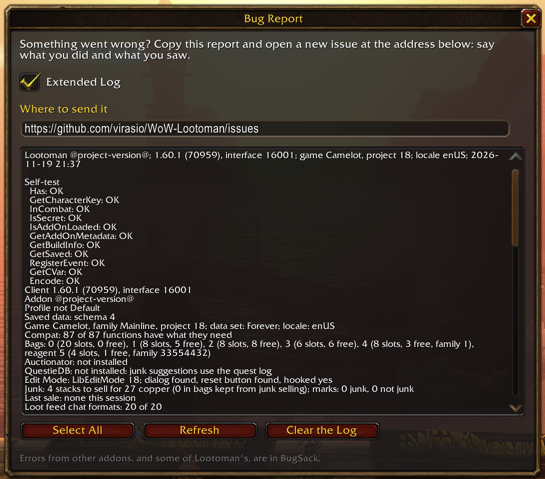 Bug Report
Something went wrong? Copy this report and open a new issue at the address below: say
what you did and what you saw.
Extended Log
Where to send it
https://github.com/virasio/WoW-Lootoman/issues
Lootoman @project-version@; 1.60.1 (70959), interface 16001; game Camelot, project 18; locale enUS; 2026-
11-19 21:37
Self-test
Has: OK
GetCharacterKey: OK
InCombat: OK
IsSecret: OK
IsAddOnLoaded: OK
GetAddOnMetadata: OK
GetBuildInfo: OK
GetSaved: OK
RegisterEvent: OK
GetCVar: OK
Encode: OK
Client 1.60.1 (70959), interface 16001
Addon @project-version@
Profile not Default
Saved data: schema 4
Game Camelot, family Mainline, project 18; data set: Forever; locale: enUS
Compat: 87 of 87 functions have what they need
Bags: 0 (20 slots, 0 free), 1 (8 slots, 5 free), 2 (8 slots, 8 free), 3 (6 slots, 6 free), 4 (8 slots, 3 free, family 1),
reagent 5 (4 slots, 1 free, family 33554432)
Auctionator: not installed
QuestieDB: not installed: junk suggestions use the quest log
Edit Mode: LibEditMode 18; dialog found, reset button found, hooked yes
Junk: 4 stacks to sell for 27 copper (0 in bags kept from junk selling); marks: 0 junk, 0 not junk
Last sale: none this session
Loot feed chat formats: 20 of 20
Select All
Refresh
Clear the Log
Errors from other addons, and some of Lootoman's, are in BugSack.